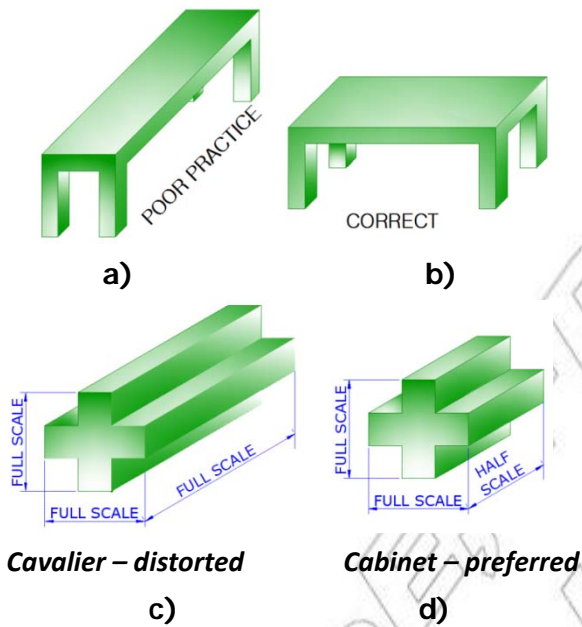 POOR PRACTICE
CORRECT
a)
b)
FULL SCALE
FULL SCALE
FULL SCALE
FULL SCALE
FULL SCALE
HALF
SCALE
Cavalier – distorted
Cabinet – preferred
c)
d)